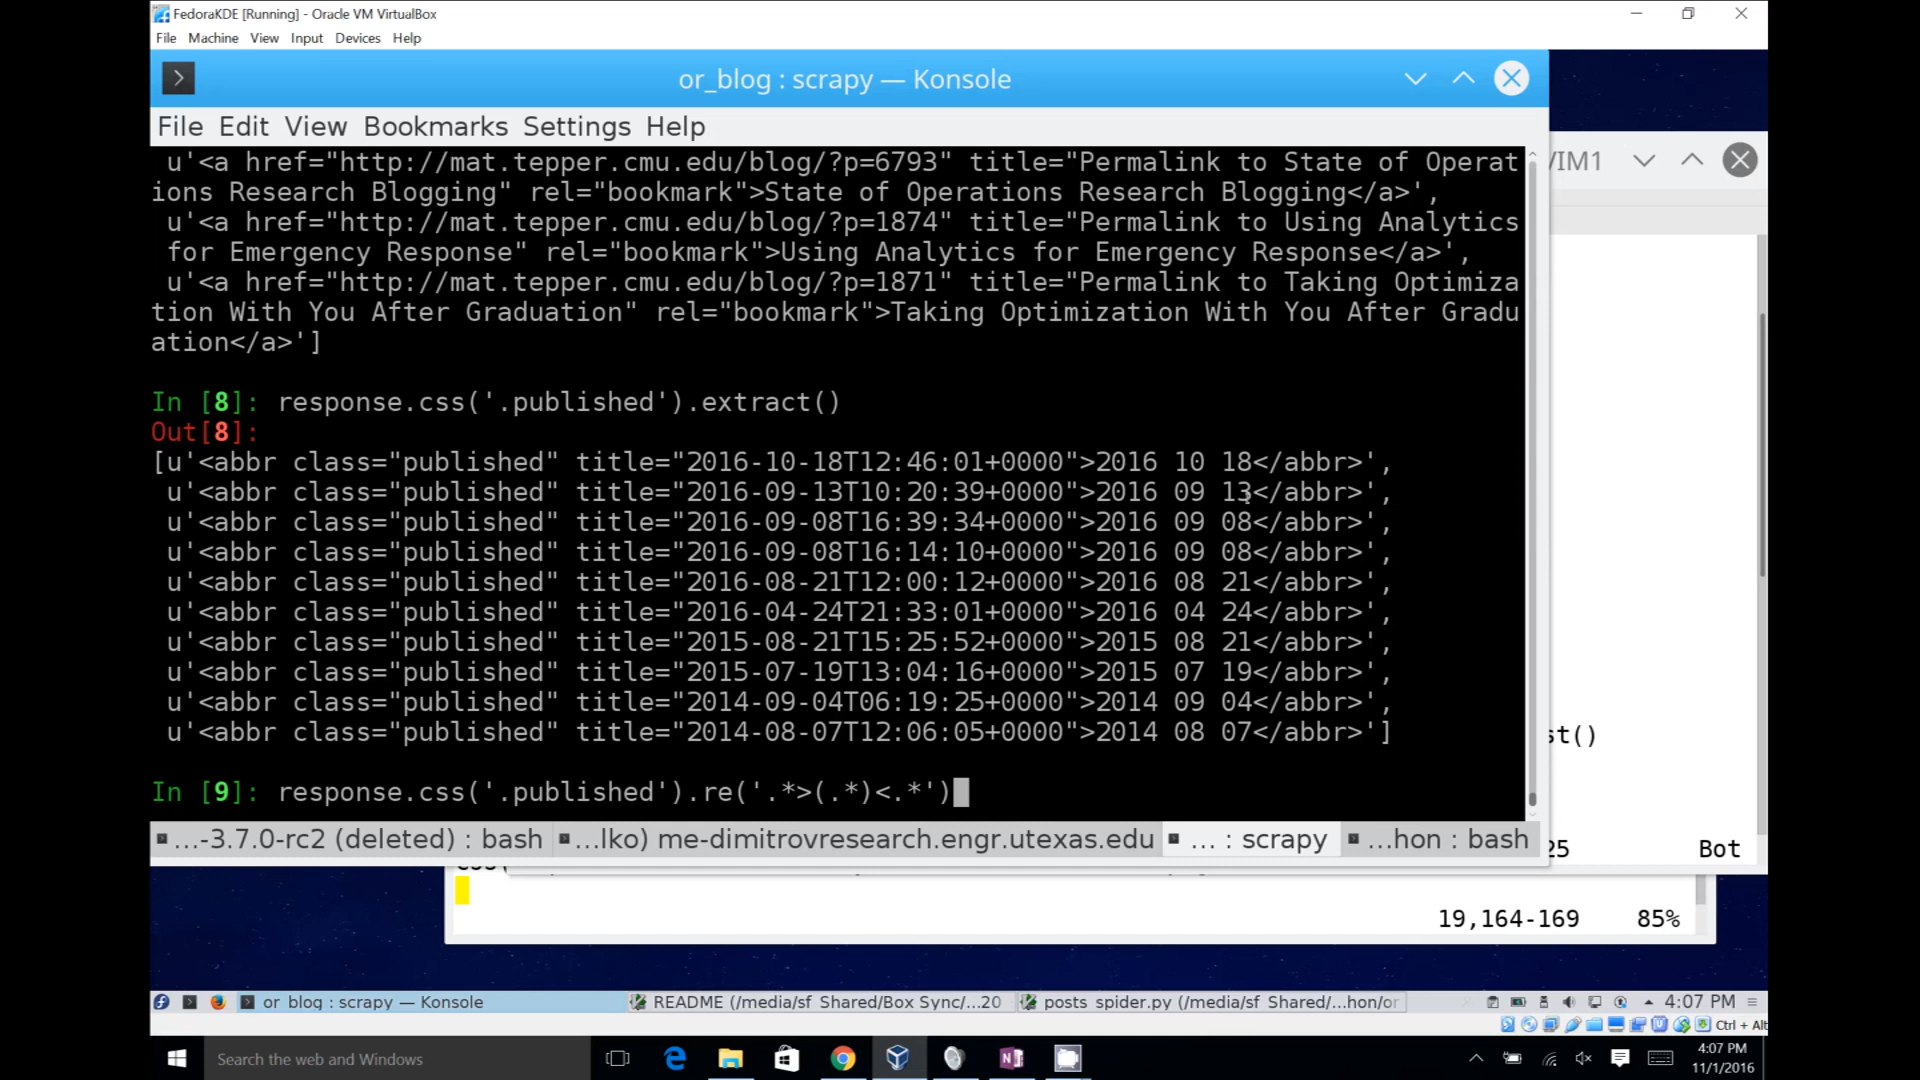 FedoraKDE [Running] - Oracle VM VirtualBox
File Machine View Input Devices Help
or_blog : scrapy — Konsole
File Edit View Bookmarks Settings Help
VIM1
u'<a href="http://mat.tepper.cmu.edu/blog/?p=6793" title="Permalink to State of Operat
ions Research Blogging" rel="bookmark">State of Operations Research Blogging</a>',
u'<a href="http://mat.tepper.cmu.edu/blog/?p=1874" title="Permalink to Using Analytics
for Emergency Response" rel="bookmark">Using Analytics for Emergency Response</a>',
u'<a href="http://mat.tepper.cmu.edu/blog/?p=1871" title="Permalink to Taking Optimiza
tion With You After Graduation" rel="bookmark">Taking Optimization With You After Gradu
ation</a>']
In [8]: response.css('.published').extract()
Out[8]:
[u'<abbr class="published" title="2016-10-18T12:46:01+0000">2016 10 18</abbr>',
u'<abbr class="published" title="2016-09-13T10:20:39+0000">2016 09 13</abbr>',
u'<abbr class="published" title="2016-09-08T16:39:34+0000">2016 09 08</abbr>',
u'<abbr class="published" title="2016-09-08T16:14:10+0000">2016 09 08</abbr>',
u'<abbr class="published" title="2016-08-21T12:00:12+0000">2016 08 21</abbr>',
u'<abbr class="published" title="2016-04-24T21:33:01+0000">2016 04 24</abbr>',
u'<abbr class="published" title="2015-08-21T15:25:52+0000">2015 08 21</abbr>',
u'<abbr class="published" title="2015-07-19T13:04:16+0000">2015 07 19</abbr>',
u'<abbr class="published" title="2014-09-04T06:19:25+0000">2014 09 04</abbr>',
u'<abbr class="published" title="2014-08-07T12:06:05+0000">2014 08 07</abbr>']
st()
In [9]: response.css('.published').re('.*>(.*)<.*')
...-3.7.0-rc2 (deleted) : bash ...lko) me-dimitrovresearch.engr.utexas.edu ... : scrapy ...hon : bash
25 Bot
19,164-169 85%
or_blog : scrapy — Konsole README (/media/sf_Shared/Box Sync/...20 posts_spider.py (/media/sf_Shared/...hon/or 4:07 PM
Ctrl + Alt
Search the web and Windows
4:07 PM
11/1/2016